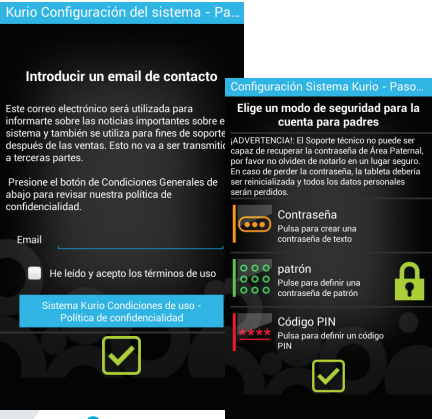 Kurio Configuración del sistema - Pa...
Introducir un email de contacto
Este correo electrónico será utilizada para
informarte sobre las noticias importantes sobre e
sistema y también se utiliza para fines de soporte
después de las ventas. Esto no va a ser transmitic
a terceras partes.
Presione el botón de Condiciones Generales de
abajo para revisar nuestra política de
confidencialidad.
Email
He leído y acepto los términos de uso
Sistema Kurio Condiciones de uso -
Política de confidencialidad
Configuración Sistema Kurio - Paso...
Elige un modo de seguridad para la
cuenta para padres
¡ADVERTENCIA!: El Soporte técnico no puede ser
capaz de recuperar la contraseña de Área Paternal,
por favor no olviden de notarlo en un lugar seguro.
En caso de perder la contraseña, la tableta debería
ser reinicializada y todos los datos personales
serán perdidos.
Contraseña
Pulsa para crear una
contraseña de texto
patrón
Pulse para definir una
contraseña de patrón
Código PIN
Pulsa para definir un código
PIN